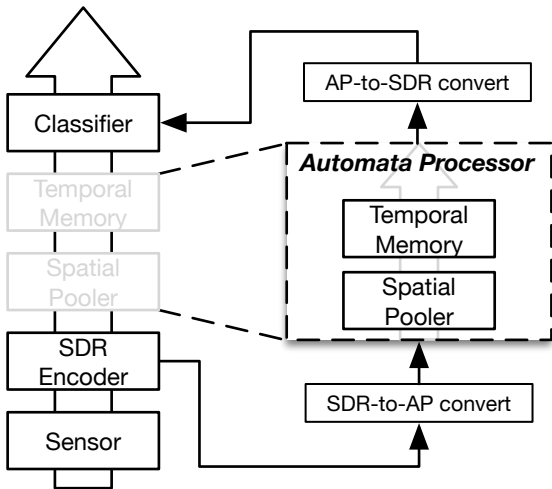 AP-to-SDR convert
Classifier
Automata Processor
Temporal
Memory
Temporal
Memory
Spatial
Pooler
Spatial
Pooler
SDR
Encoder
SDR-to-AP convert
Sensor